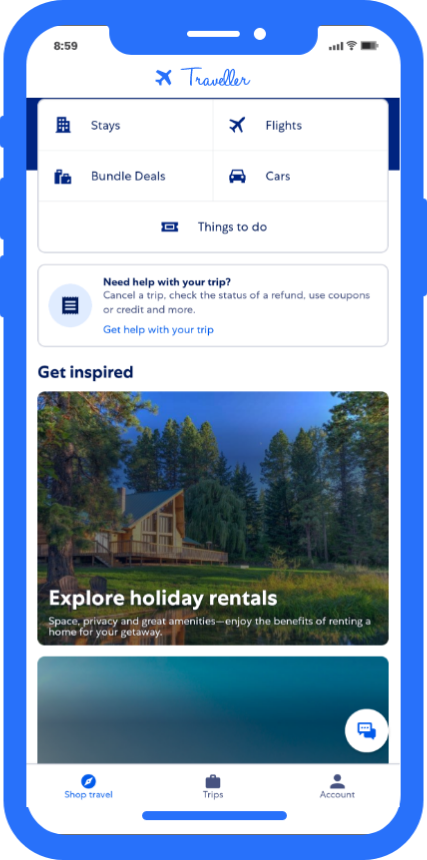 8:59
Traveller
Stays
Flights
Bundle Deals
Cars
Things to do
Need help with your trip?
Cancel a trip, check the status of a refund, use coupons
or credit and more.
Get help with your trip
Get inspired
Explore holiday rentals
Space, privacy and great amenities—enjoy the benefits of renting a
home for your getaway.
Shop travel
Trips
Account